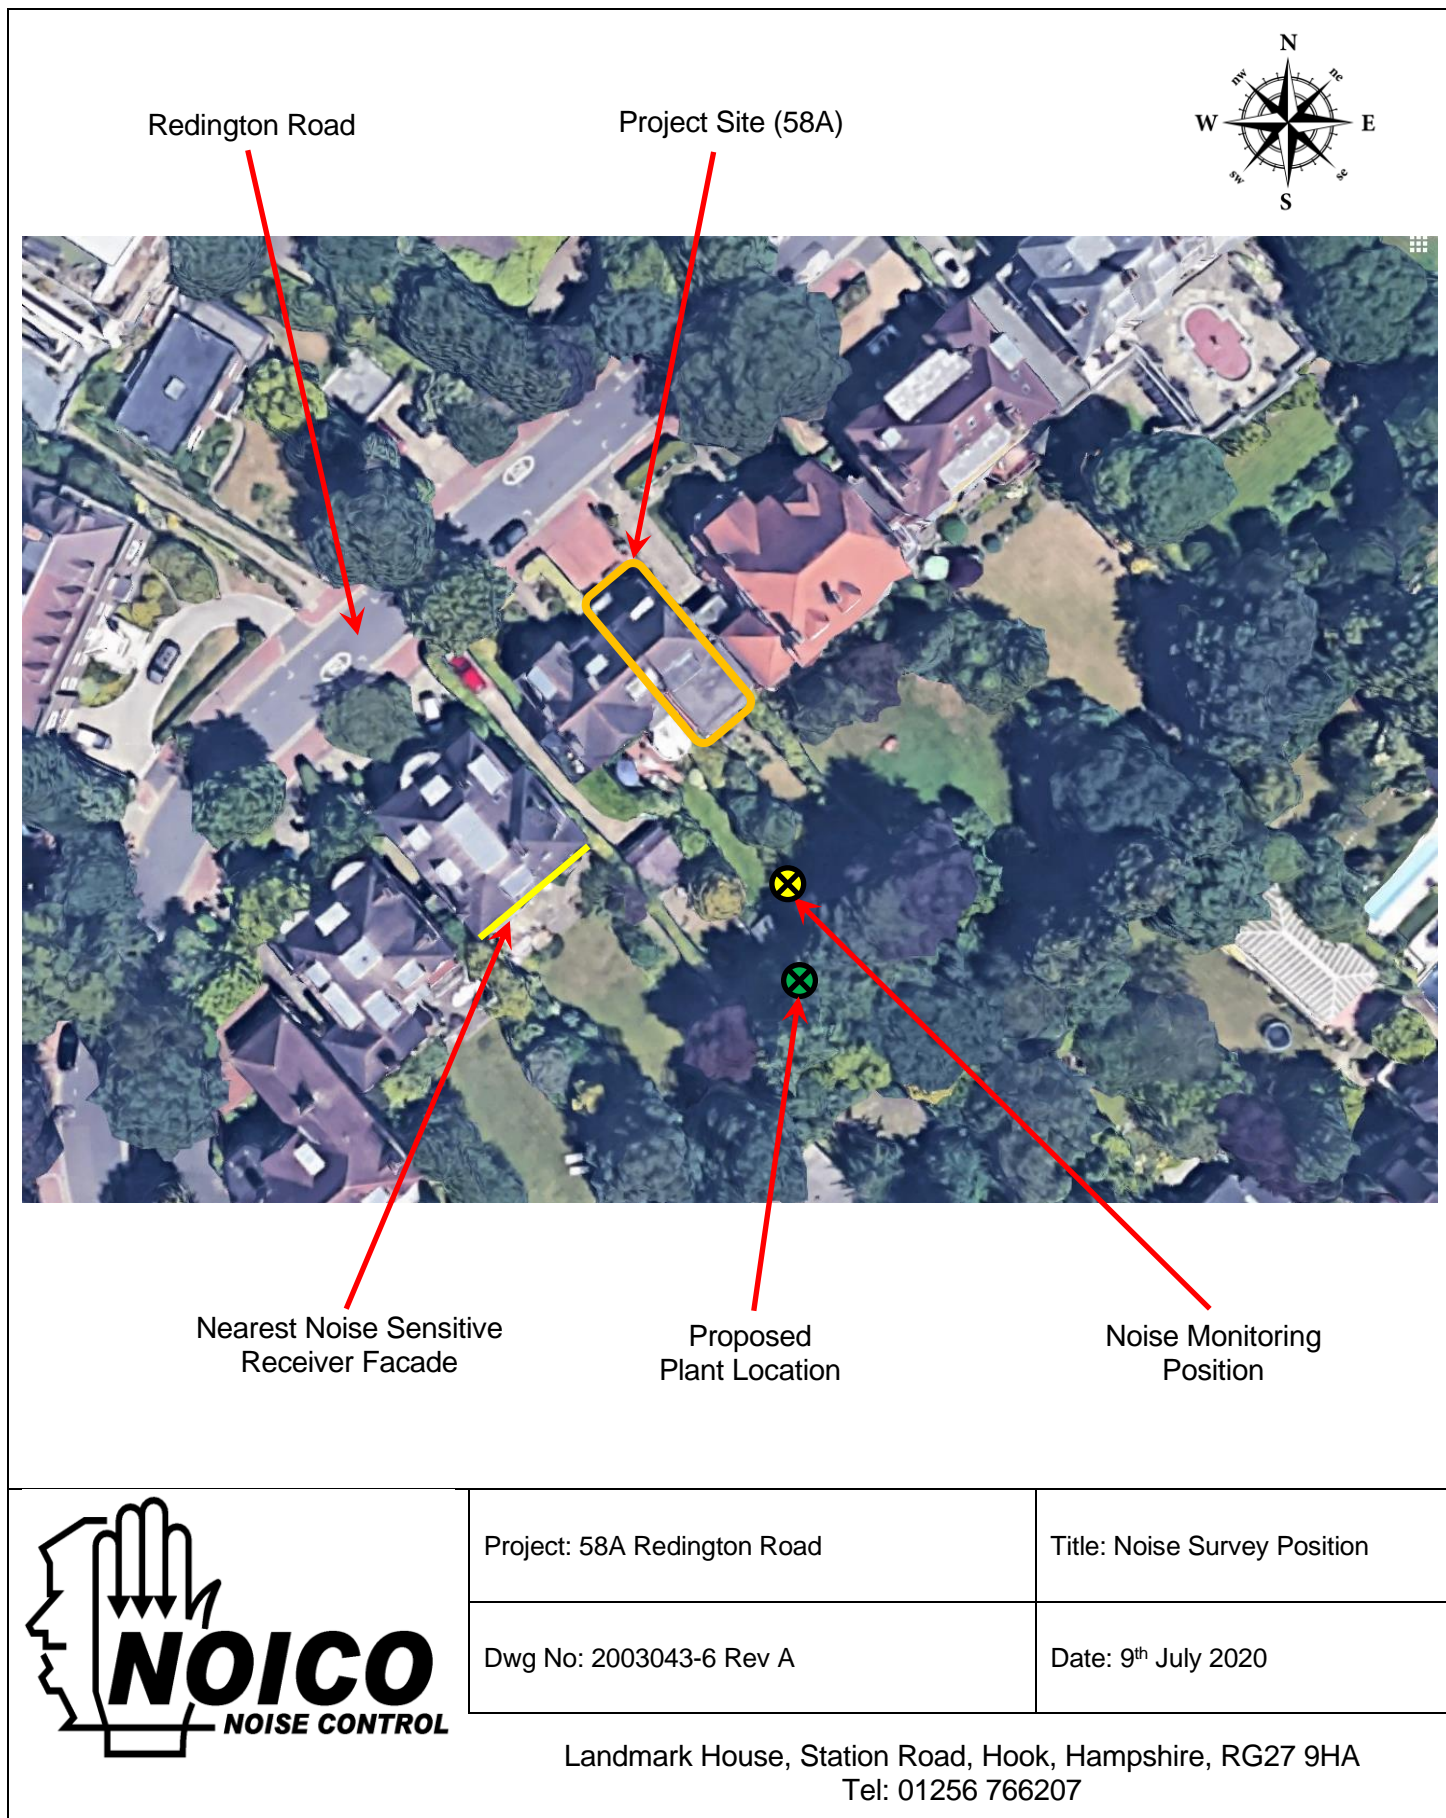 N
nw
ne
W
E
sw
se
S
Redington Road
Project Site (58A)
Nearest Noise Sensitive
Receiver Facade
Proposed
Plant Location
Noise Monitoring
Position
NOICO
NOISE CONTROL
Project: 58A Redington Road
Title: Noise Survey Position
Dwg No: 2003043-6 Rev A
Date: 9th July 2020
Landmark House, Station Road, Hook, Hampshire, RG27 9HA
Tel: 01256 766207